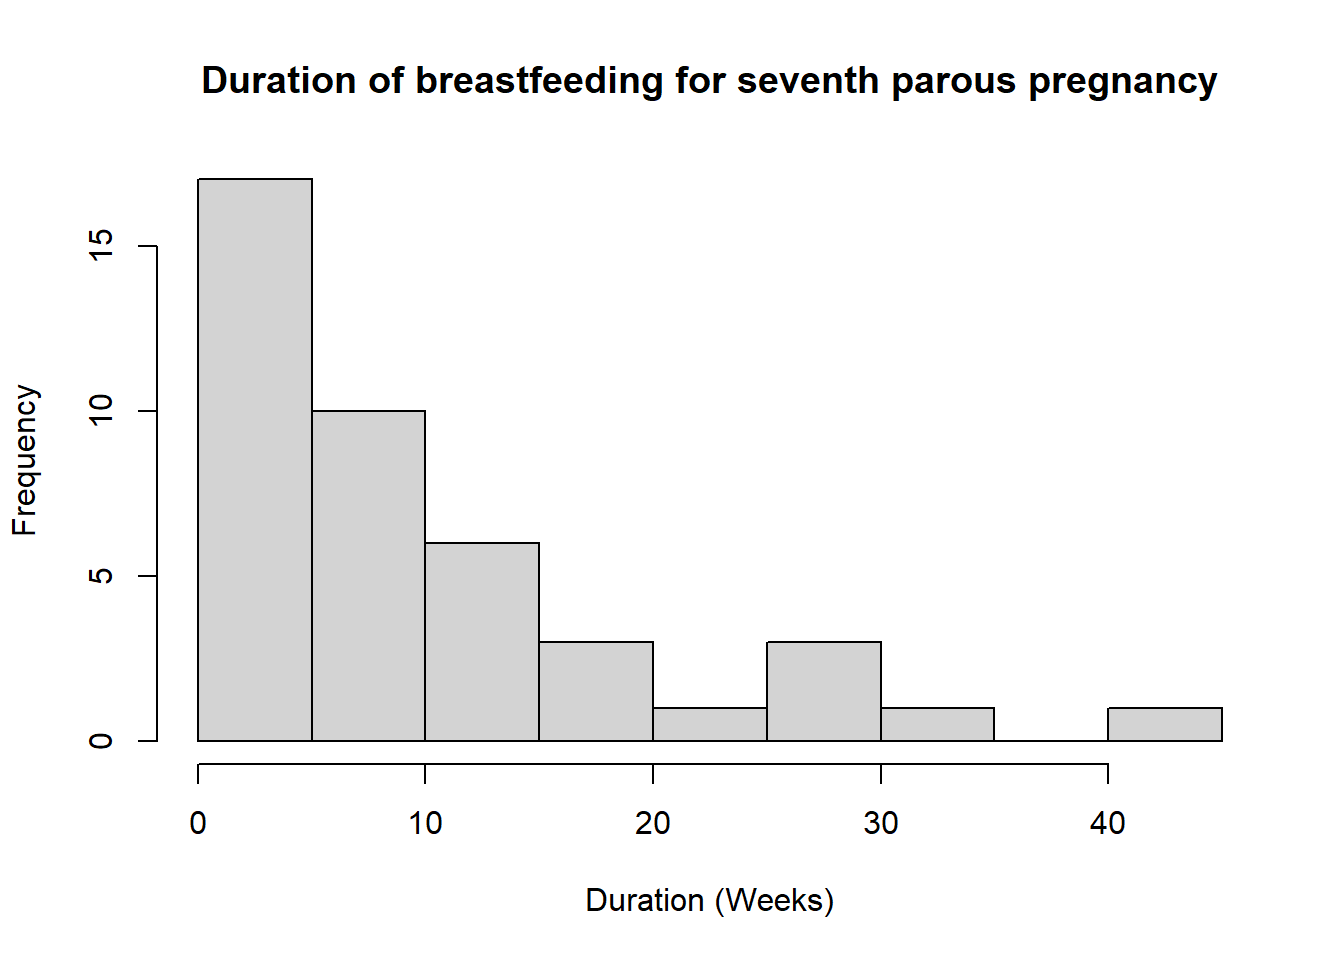 Duration of breastfeeding for seventh parous pregnancy
Frequency
15
10
5
0
0 10 20 30 40
Duration (Weeks)